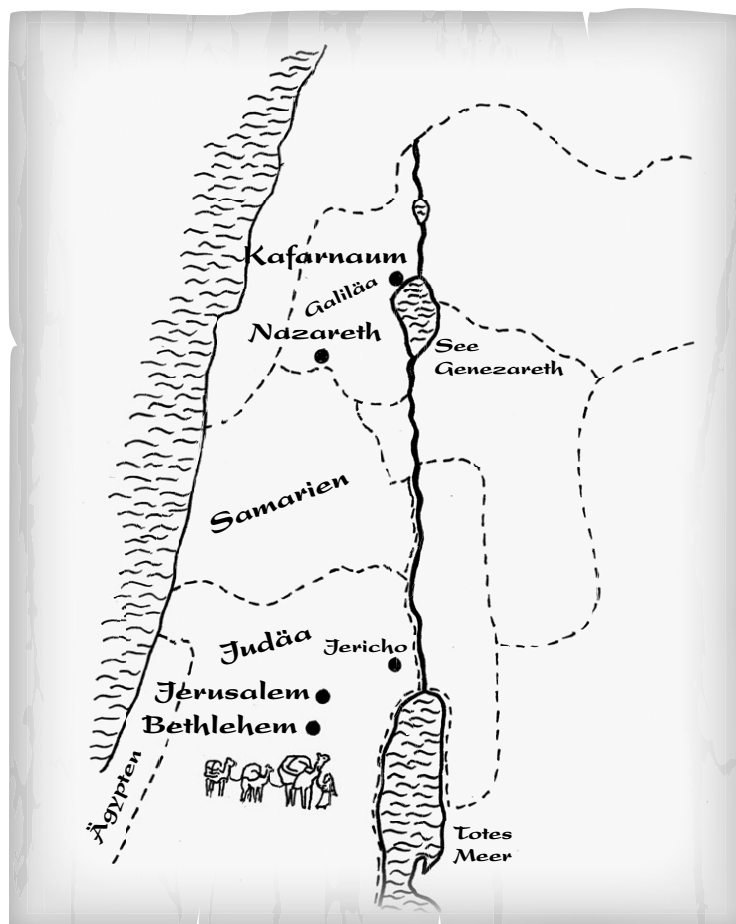 Kafarnaum
Galiläa
Nazareth
See
Genezareth
Samarien
Judäa
Jericho
Jerusalem
Bethlehem
Ägypten
Totes
Meer